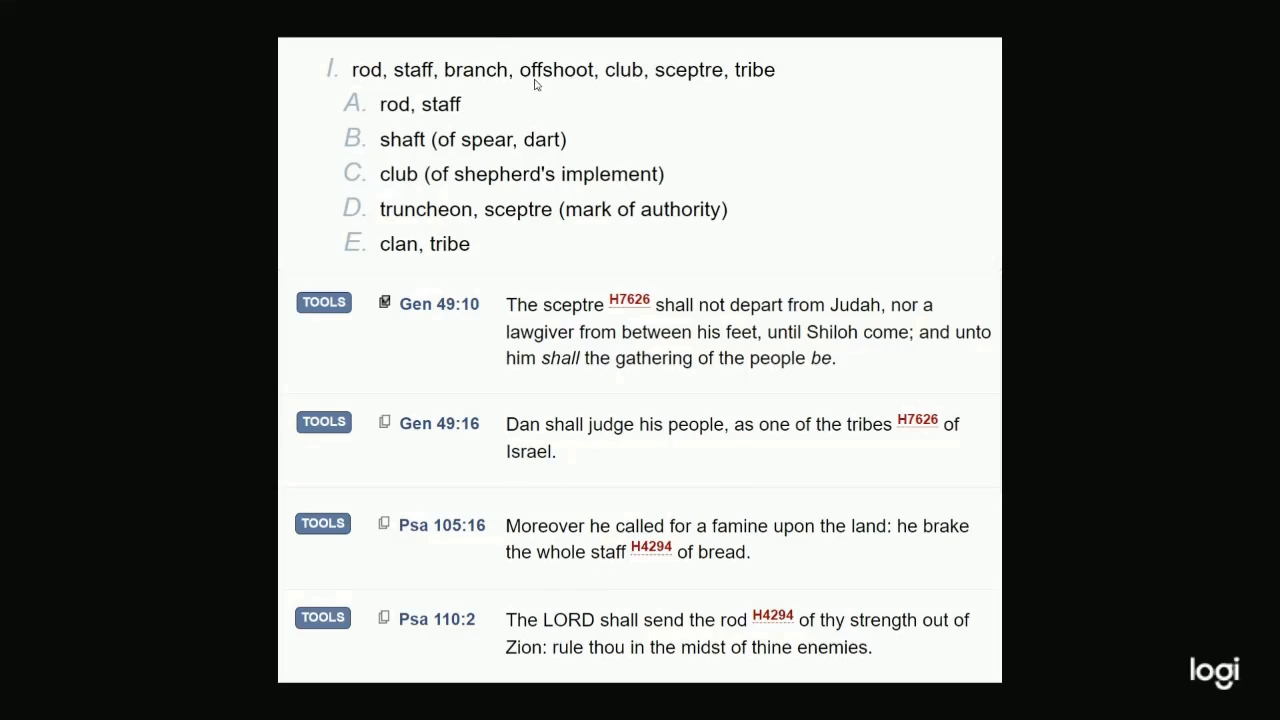 I. rod, staff, branch, offshoot, club, sceptre, tribe
A. rod, staff
B. shaft (of spear, dart)
C. club (of shepherd's implement)
D. truncheon, sceptre (mark of authority)
E. clan, tribe
TOOLS Gen 49:10 The sceptre H7626 shall not depart from Judah, nor a
lawgiver from between his feet, until Shiloh come; and unto
him shall the gathering of the people be.
TOOLS Gen 49:16 Dan shall judge his people, as one of the tribes H7626 of
Israel.
TOOLS Psa 105:16 Moreover he called for a famine upon the land: he brake
the whole staff H4294 of bread.
TOOLS Psa 110:2 The LORD shall send the rod H4294 of thy strength out of
Zion: rule thou in the midst of thine enemies.
logi